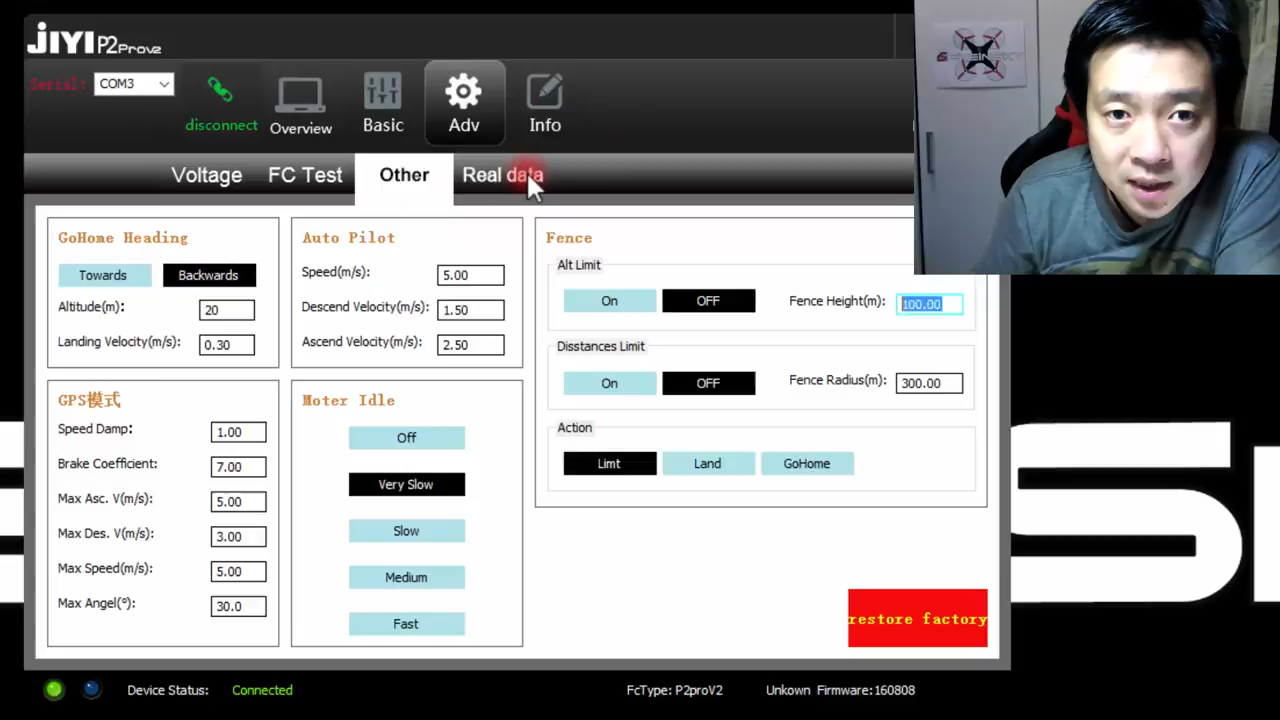 JIYI P2 Prov2
Serial: COM3
disconnect
Overview
Basic
Adv
Info
Voltage
FC Test
Other
Real data
GoHome Heading
Towards
Backwards
Altitude(m): 20
Landing Velocity(m/s): 0.30
Auto Pilot
Speed(m/s): 5.00
Descend Velocity(m/s): 1.50
Ascend Velocity(m/s): 2.50
Fence
Alt Limit
On
OFF
Fence Height(m): 100.00
Disstances Limit
On
OFF
Fence Radius(m): 300.00
Action
Limt
Land
GoHome
GPS模式
Speed Damp: 1.00
Brake Coefficient: 7.00
Max Asc. V(m/s): 5.00
Max Des. V(m/s): 3.00
Max Speed(m/s): 5.00
Max Angel(°): 30.0
Moter Idle
Off
Very Slow
Slow
Medium
Fast
restore factory
Device Status: Connected
FcType: P2proV2
Unkown Firmware:160808